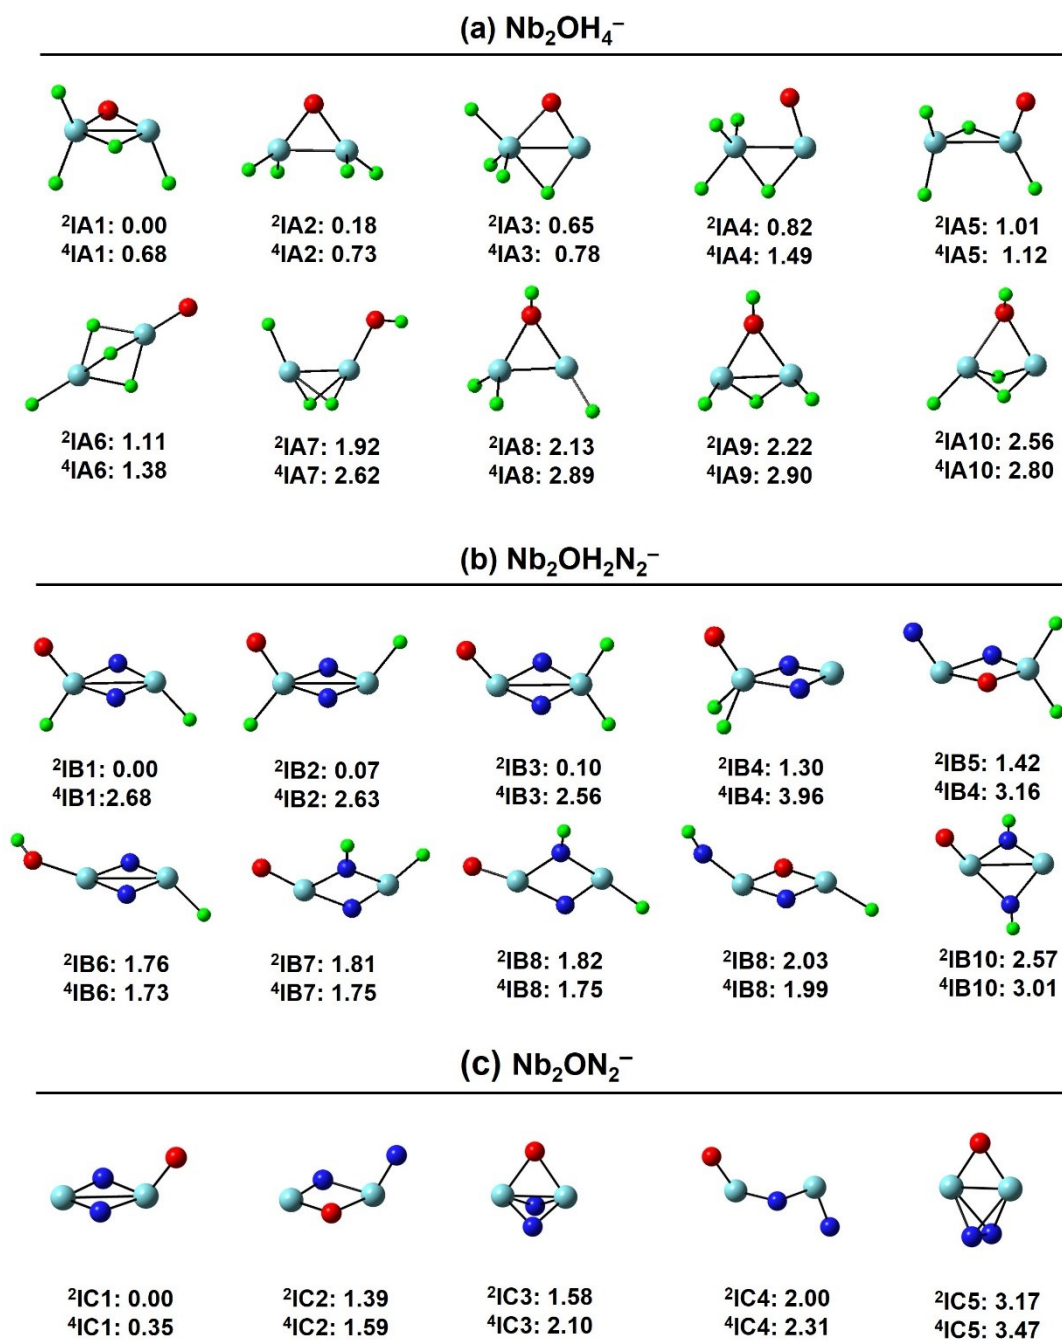 (a) Nb₂OH₄⁻
²IA1: 0.00
⁴IA1: 0.68
²IA2: 0.18
⁴IA2: 0.73
²IA3: 0.65
⁴IA3: 0.78
²IA4: 0.82
⁴IA4: 1.49
²IA5: 1.01
⁴IA5: 1.12
²IA6: 1.11
⁴IA6: 1.38
²IA7: 1.92
⁴IA7: 2.62
²IA8: 2.13
⁴IA8: 2.89
²IA9: 2.22
⁴IA9: 2.90
²IA10: 2.56
⁴IA10: 2.80
(b) Nb₂OH₂N₂⁻
²IB1: 0.00
⁴IB1:2.68
²IB2: 0.07
⁴IB2: 2.63
²IB3: 0.10
⁴IB3: 2.56
²IB4: 1.30
⁴IB4: 3.96
²IB5: 1.42
⁴IB4: 3.16
²IB6: 1.76
⁴IB6: 1.73
²IB7: 1.81
⁴IB7: 1.75
²IB8: 1.82
⁴IB8: 1.75
²IB8: 2.03
⁴IB8: 1.99
²IB10: 2.57
⁴IB10: 3.01
(c) Nb₂ON₂⁻
²IC1: 0.00
⁴IC1: 0.35
²IC2: 1.39
⁴IC2: 1.59
²IC3: 1.58
⁴IC3: 2.10
²IC4: 2.00
⁴IC4: 2.31
²IC5: 3.17
⁴IC5: 3.47